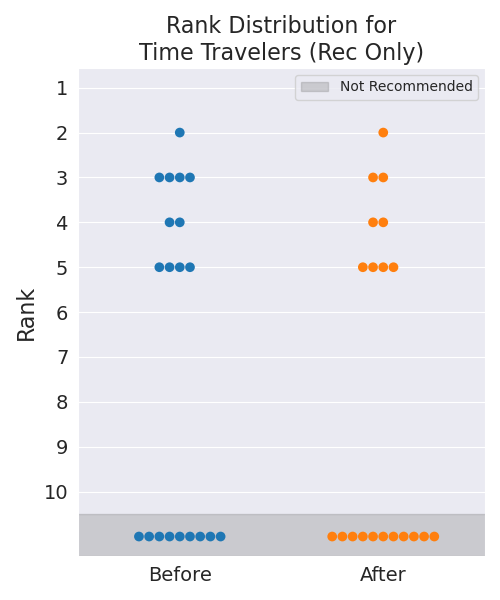 Rank Distribution for
Time Travelers (Rec Only)
Not Recommended
1
2
3
4
5
6
7
8
9
10
Rank
Before
After